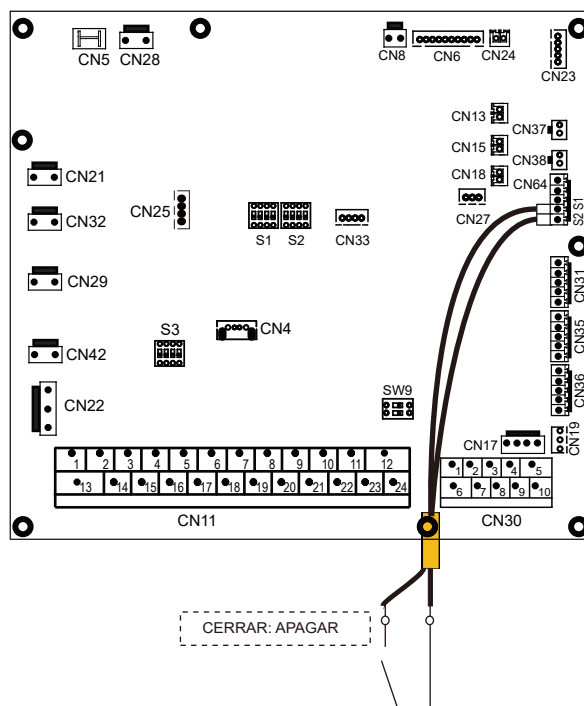 CN5
CN28
CN8
CN6
CN24
CN23
CN13
CN15
CN18
CN37
CN38
CN64
CN27
S1
S2
CN21
CN32
CN25
S1
S2
CN33
CN29
CN31
CN35
CN36
CN4
S3
CN42
CN22
SW9
CN17
CN19
1 2 3 4 5 6 7 8 9 10 11 12
13 14 15 16 17 18 19 20 21 22 23 24
CN11
1 2 3 4 5
6 7 8 9 10
CN30
CERRAR: APAGAR